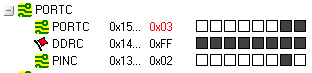 PORTC
PORTC 0x15... 0x03
DDRC 0x14... 0xFF
PINC 0x13... 0x02